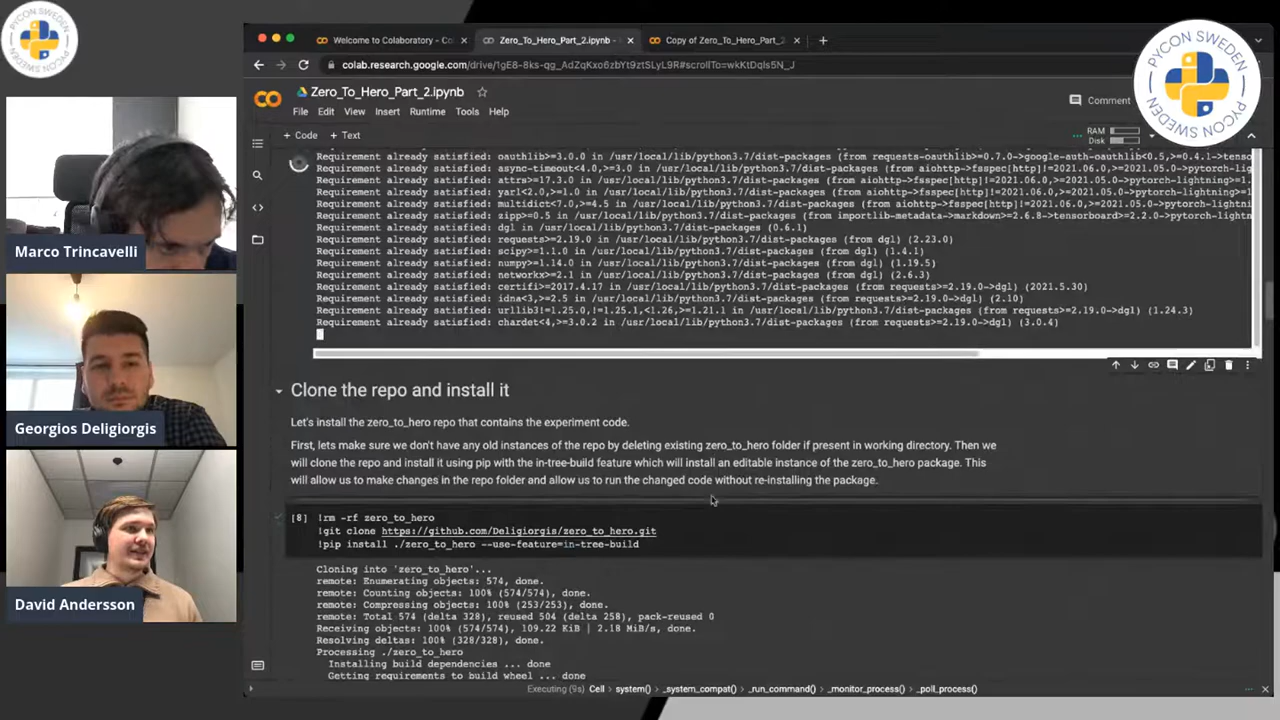 PYCON SWEDEN
PYCON SWEDEN
Marco Trincavelli
Georgios Deligiorgis
David Andersson
Welcome to Colaboratory - Co
Zero_To_Hero_Part_2.ipynb -
Copy of Zero_To_Hero_Part_2
Zero_To_Hero_Part_2.ipynb
File Edit View Insert Runtime Tools Help
Comment
+ Code + Text
RAM
Disk
Requirement already satisfied: oauthlib>=3.0.0 in /usr/local/lib/python3.7/dist-packages (from requests-oauthlib>=0.7.0->google-auth-oauthlib<0.5,>=0.4.1->tenso
Requirement already satisfied: async-timeout<4.0,>=3.0 in /usr/local/lib/python3.7/dist-packages (from aiohttp->fsspec[http]!=2021.06.0,>=2021.05.0->pytorch-lig
Requirement already satisfied: attrs>=17.3.0 in /usr/local/lib/python3.7/dist-packages (from aiohttp->fsspec[http]!=2021.06.0,>=2021.05.0->pytorch-lightning)
Requirement already satisfied: yarl<2.0,>=1.0 in /usr/local/lib/python3.7/dist-packages (from aiohttp->fsspec[http]!=2021.06.0,>=2021.05.0->pytorch-lightning
Requirement already satisfied: multidict<7.0,>=4.5 in /usr/local/lib/python3.7/dist-packages (from aiohttp->fsspec[http]!=2021.06.0,>=2021.05.0->pytorch-lightn
Requirement already satisfied: zipp>=0.5 in /usr/local/lib/python3.7/dist-packages (from importlib-metadata->markdown>=2.6.8->tensorboard>=2.2.0->pytorch-lightn
Requirement already satisfied: dgl in /usr/local/lib/python3.7/dist-packages (0.6.1)
Requirement already satisfied: requests>=2.19.0 in /usr/local/lib/python3.7/dist-packages (from dgl) (2.23.0)
Requirement already satisfied: scipy>=1.1.0 in /usr/local/lib/python3.7/dist-packages (from dgl) (1.4.1)
Requirement already satisfied: numpy>=1.14.0 in /usr/local/lib/python3.7/dist-packages (from dgl) (1.19.5)
Requirement already satisfied: networkx>=2.1 in /usr/local/lib/python3.7/dist-packages (from dgl) (2.6.3)
Requirement already satisfied: certifi>=2017.4.17 in /usr/local/lib/python3.7/dist-packages (from requests>=2.19.0->dgl) (2021.5.30)
Requirement already satisfied: idna<3,>=2.5 in /usr/local/lib/python3.7/dist-packages (from requests>=2.19.0->dgl) (2.10)
Requirement already satisfied: urllib3!=1.25.0,!=1.25.1,<1.26,>=1.21.1 in /usr/local/lib/python3.7/dist-packages (from requests>=2.19.0->dgl) (1.24.3)
Requirement already satisfied: chardet<4,>=3.0.2 in /usr/local/lib/python3.7/dist-packages (from requests>=2.19.0->dgl) (3.0.4)
Clone the repo and install it
Let's install the zero_to_hero repo that contains the experiment code.
First, lets make sure we don't have any old instances of the repo by deleting existing zero_to_hero folder if present in working directory. Then we
will clone the repo and install it using pip with the in-tree-build feature which will install an editable instance of the zero_to_hero package. This
will allow us to make changes in the repo folder and allow us to run the changed code without re-installing the package.
[8] !rm -rf zero_to_hero
!git clone https://github.com/Deligiorgis/zero_to_hero.git
!pip install ./zero_to_hero --use-feature=in-tree-build
Cloning into 'zero_to_hero'...
remote: Enumerating objects: 574, done.
remote: Counting objects: 100% (574/574), done.
remote: Compressing objects: 100% (253/253), done.
remote: Total 574 (delta 328), reused 504 (delta 258), pack-reused 0
Receiving objects: 100% (574/574), 109.22 KiB | 2.18 MiB/s, done.
Resolving deltas: 100% (328/328), done.
Processing ./zero_to_hero
Installing build dependencies ... done
Getting requirements to build wheel ... done
Executing (9s) Cell > system() > _system_compat() > _run_command() > _monitor_process() > _poll_process()